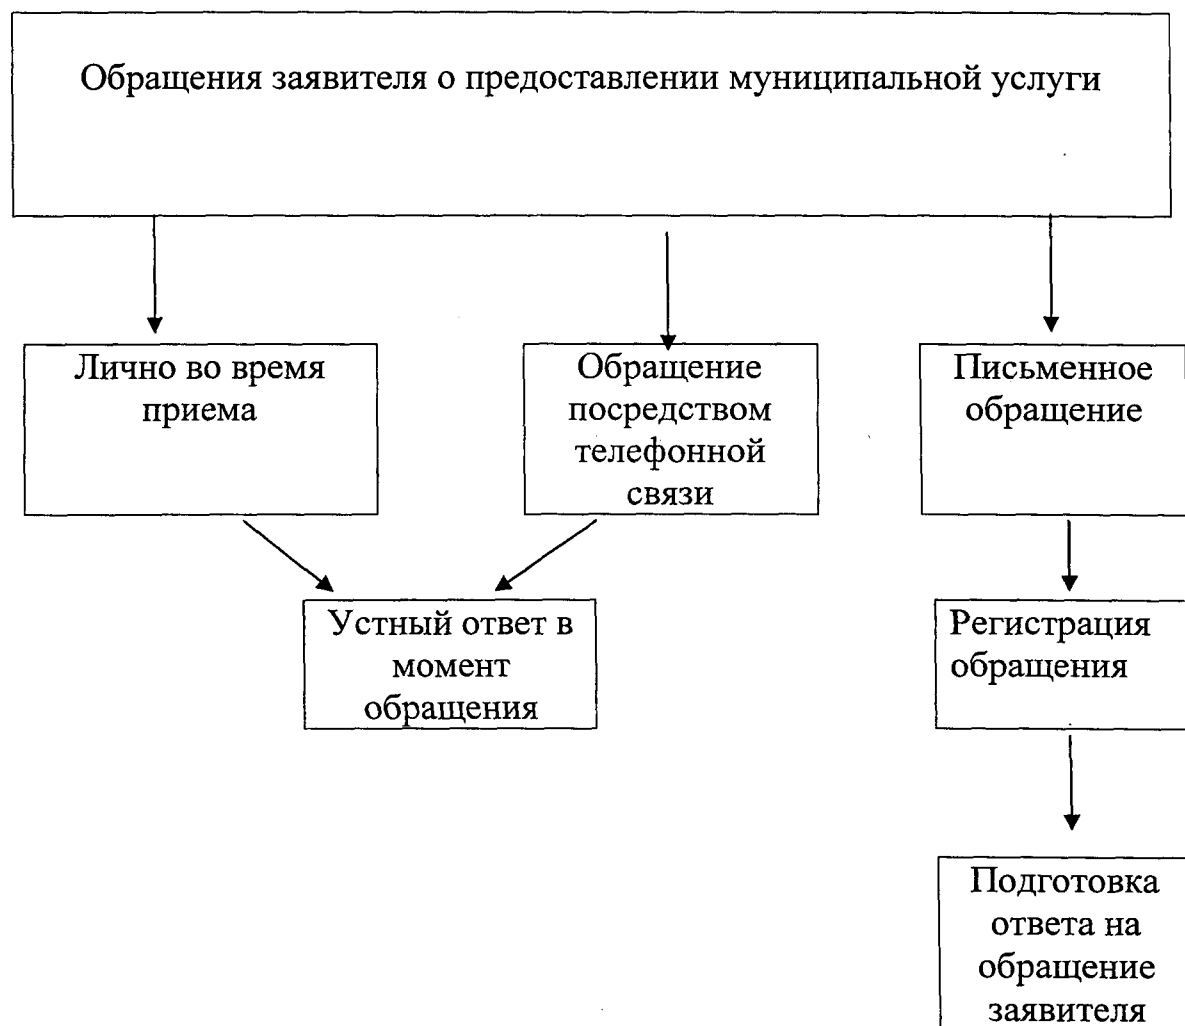 Обращения заявителя о предоставлении муниципальной услуги
Лично во время
приема
Обращение
посредством
телефонной
связи
Письменное
обращение
Устный ответ в
момент
обращения
Регистрация
обращения
Подготовка
ответа на
обращение
заявителя